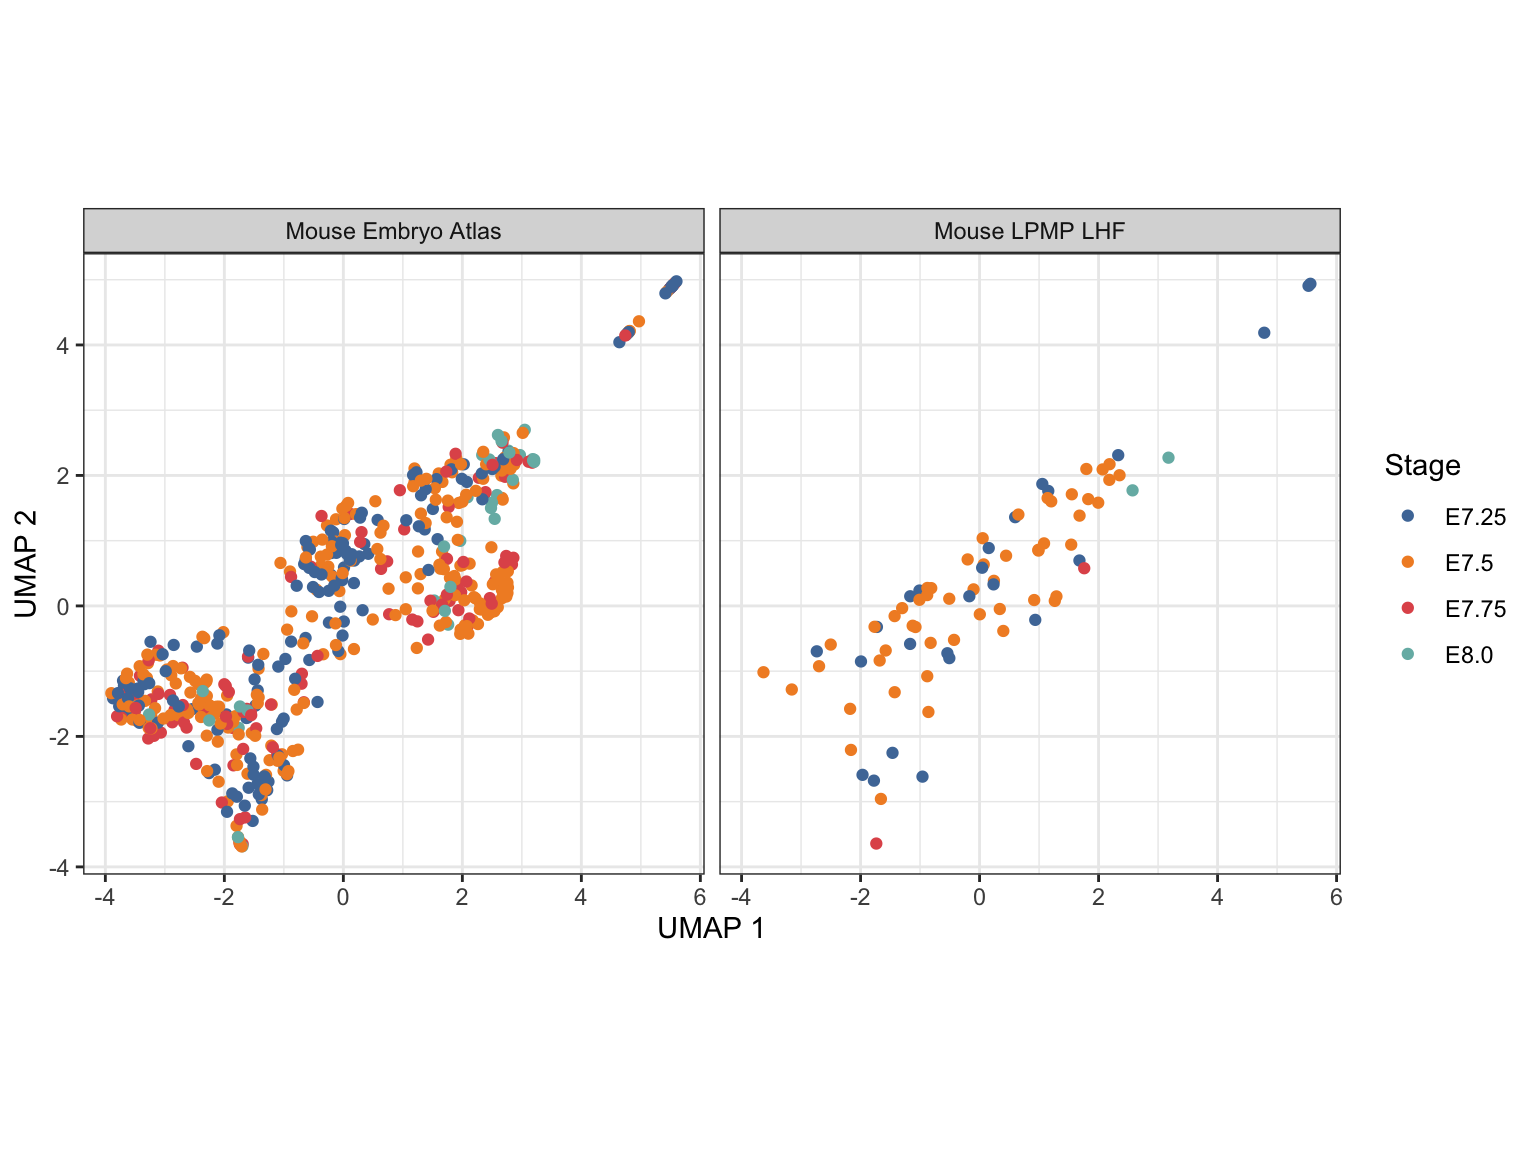 Mouse Embryo Atlas
Mouse LPMP LHF
UMAP 2
4
2
0
-2
-4
-4 -2 0 2 4 6
-4 -2 0 2 4 6
UMAP 1
Stage
E7.25
E7.5
E7.75
E8.0